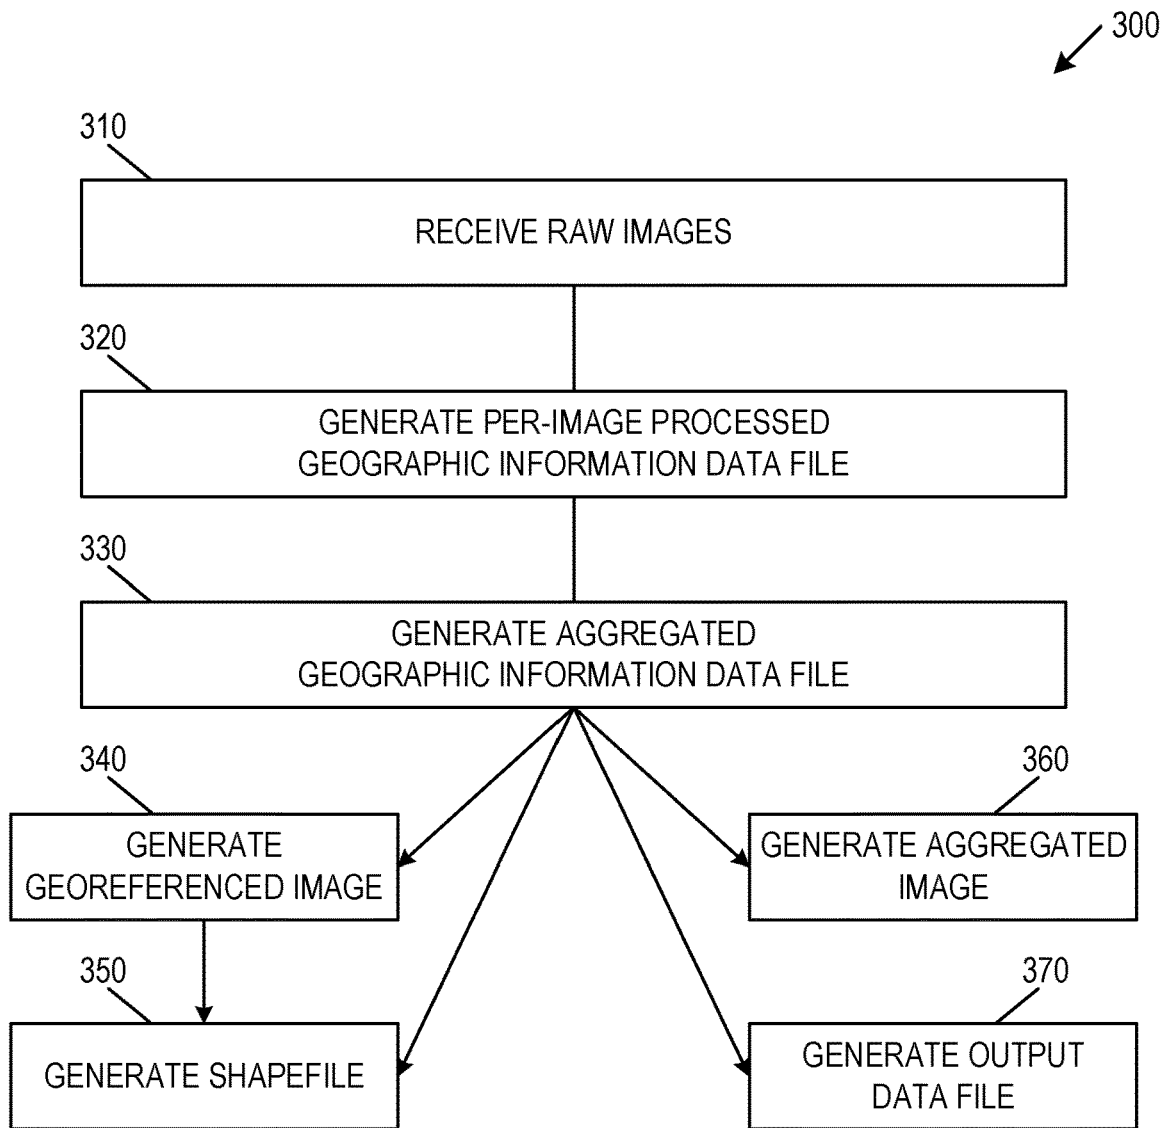 300
310
RECEIVE RAW IMAGES
320
GENERATE PER-IMAGE PROCESSED
GEOGRAPHIC INFORMATION DATA FILE
330
GENERATE AGGREGATED
GEOGRAPHIC INFORMATION DATA FILE
340
GENERATE
GEOREFERENCED IMAGE
360
GENERATE AGGREGATED
IMAGE
350
GENERATE SHAPEFILE
370
GENERATE OUTPUT
DATA FILE